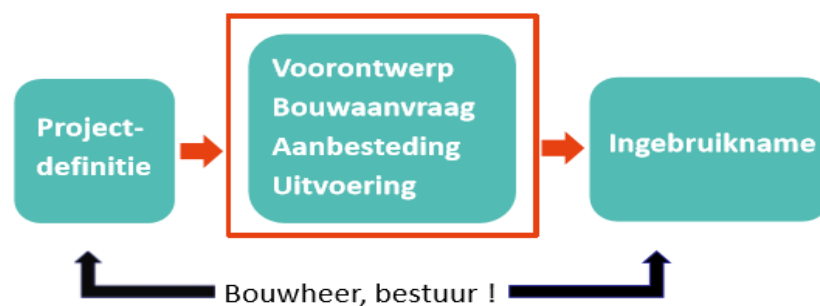 Project-
definitie
Voorontwerp
Bouwaanvraag
Aanbesteding
Uitvoering
Ingebruikname
Bouwheer, bestuur !